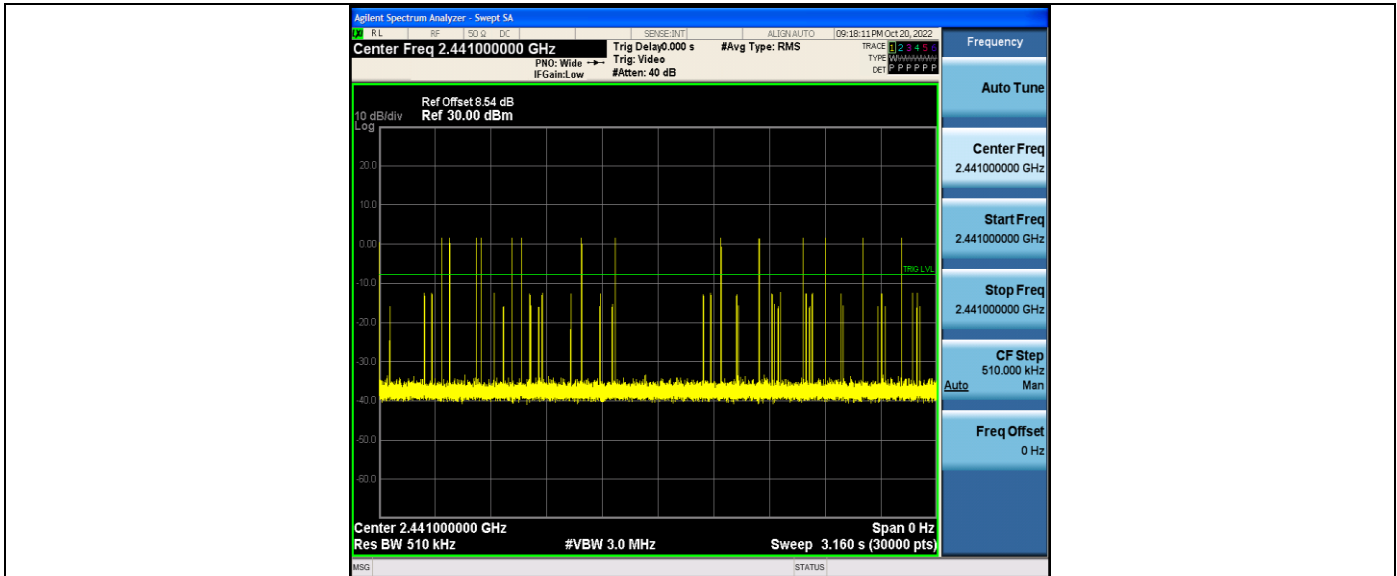 Agilent Spectrum Analyzer - Swept SA
RL RF 50 Ω DC SENSE:INT ALIGNAUTO 09:18:11 PM Oct 20, 2022
Center Freq 2.441000000 GHz
PNO: Wide
IFGain:Low
Trig Delay0.000 s
Trig: Video
#Atten: 40 dB
#Avg Type: RMS
TRACE 1 2 3 4 5 6
TYPE WWWWWW
DET P P P P P P
Ref Offset 8.54 dB
10 dB/div Ref 30.00 dBm
Log
20.0
10.0
0.00
TRIG LVL
-10.0
-20.0
-30.0
-40.0
-50.0
-60.0
Center 2.441000000 GHz Span 0 Hz
Res BW 510 kHz #VBW 3.0 MHz Sweep 3.160 s (30000 pts)
MSG STATUS
Frequency
Auto Tune
Center Freq
2.441000000 GHz
Start Freq
2.441000000 GHz
Stop Freq
2.441000000 GHz
CF Step
510.000 kHz
Auto Man
Freq Offset
0 Hz